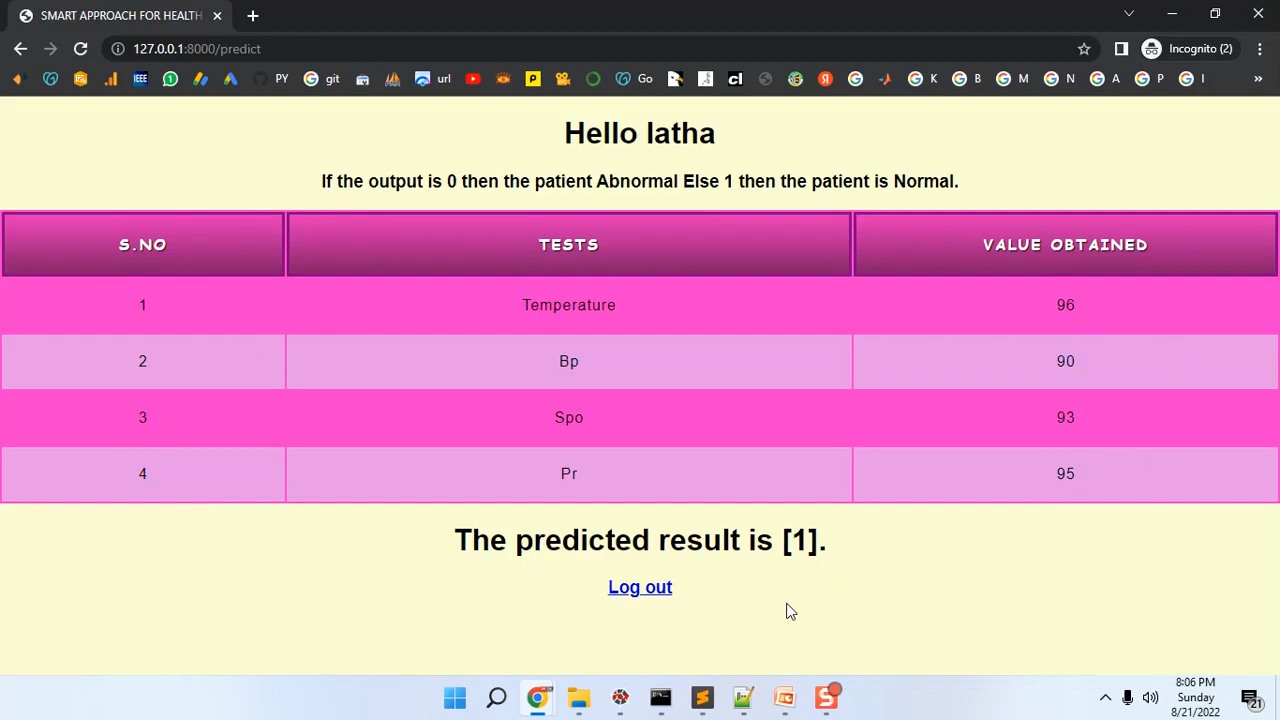 SMART APPROACH FOR HEALTH
127.0.0.1:8000/predict
Incognito (2)
IEEE PY git url Go cl K B M N A P I
Hello latha
If the output is 0 then the patient Abnormal Else 1 then the patient is Normal.
S.NO TESTS VALUE OBTAINED
1 Temperature 96
2 Bp 90
3 Spo 93
4 Pr 95
The predicted result is [1].
Log out
8:06 PM
Sunday
8/21/2022
21